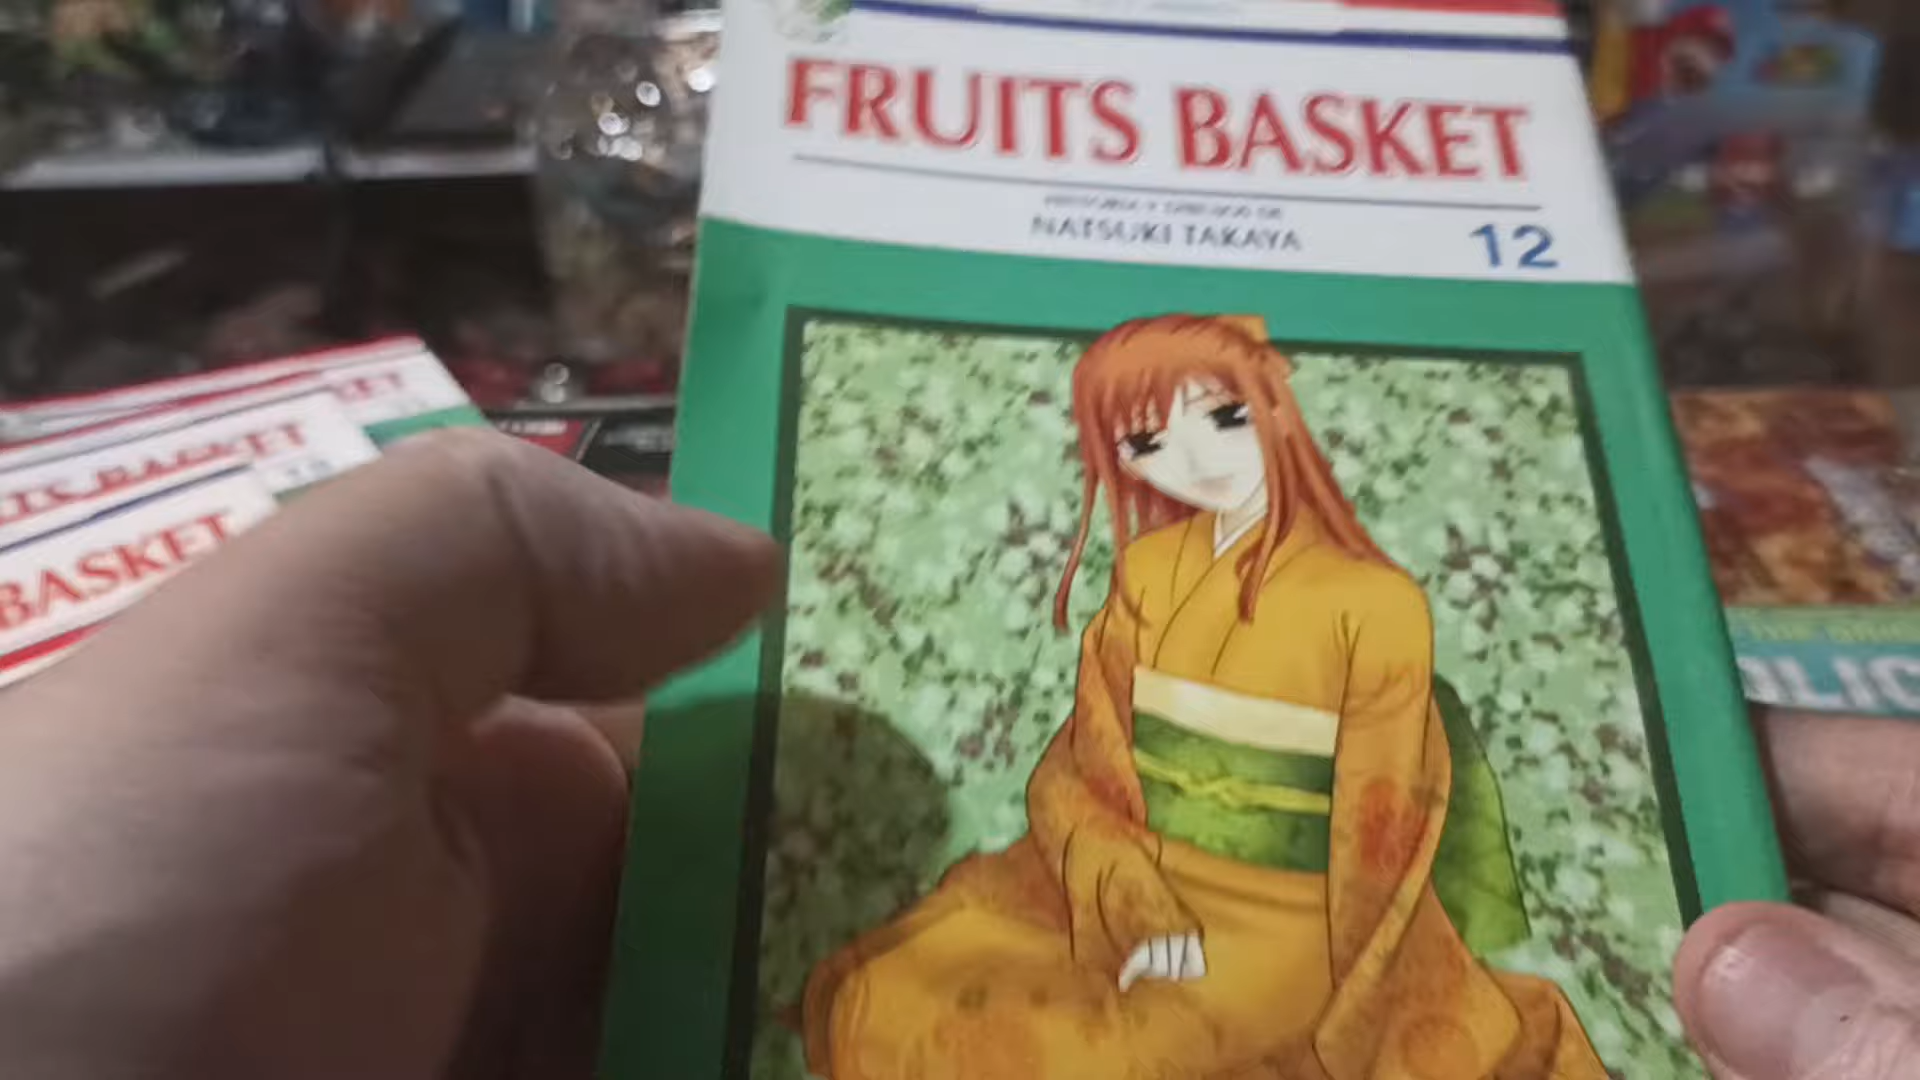 FRUITS BASKET
HISTORIA Y DIBUJOS DE
NATSUKI TAKAYA
12
BASKET
BASKET